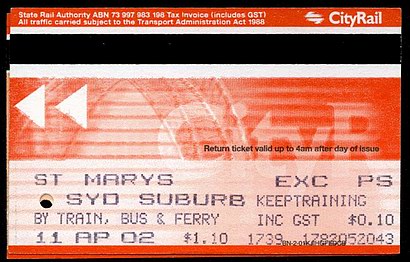 State Rail Authority ABN 73 997 983 198 Tax Invoice (includes GST)
All traffic carried subject to the Transport Administration Act 1988
CityRail
CityR
Return ticket valid up to 4am after day of issue
ST MARYS EXC PS
SYD SUBURB KEEPTRAINING
BY TRAIN, BUS & FERRY INC GST $0.10
11 AP 02 $1.10 1739 1783052043